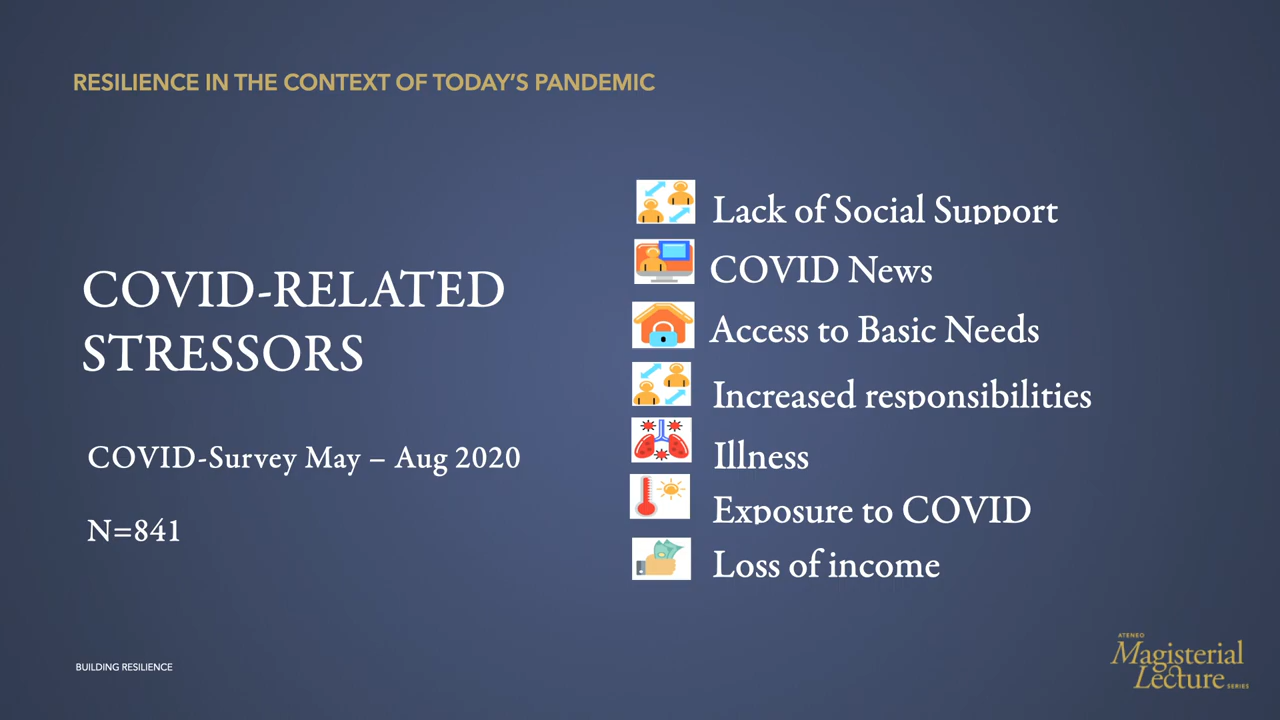 RESILIENCE IN THE CONTEXT OF TODAY'S PANDEMIC
COVID-RELATED
STRESSORS
COVID-Survey May – Aug 2020
N=841
Lack of Social Support
COVID News
Access to Basic Needs
Increased responsibilities
Illness
Exposure to COVID
Loss of income
BUILDING RESILIENCE
ATENEO
Magisterial
Lecture SERIES